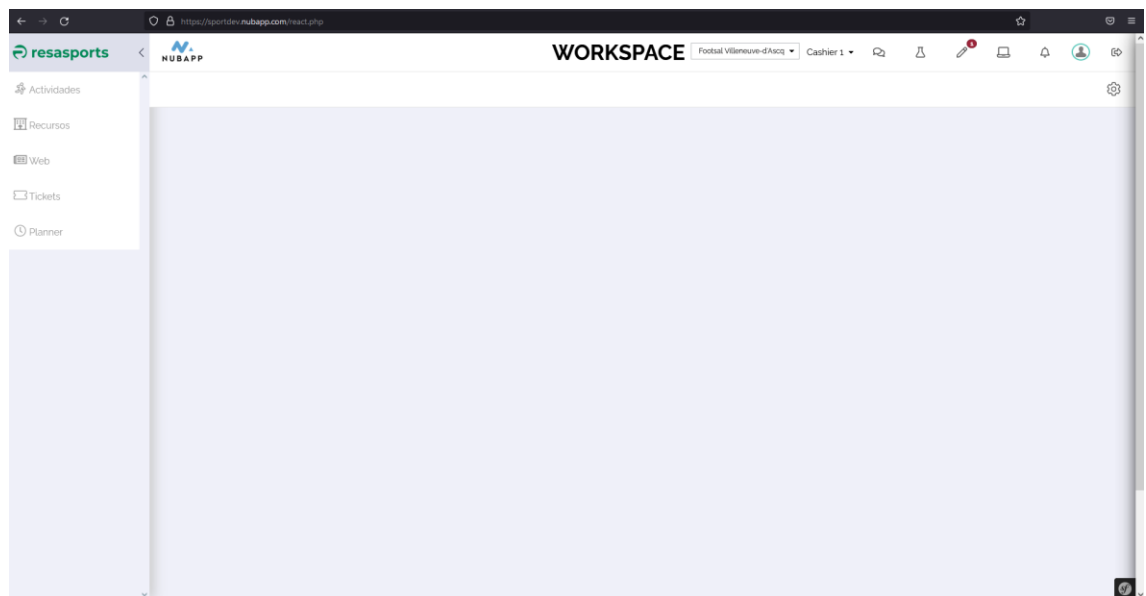 https://sportdev.nubapp.com/react.php
resasports
NUBAPP
WORKSPACE
Footsal Villeneuve-d'Ascq
Cashier 1
Actividades
Recursos
Web
Tickets
Planner